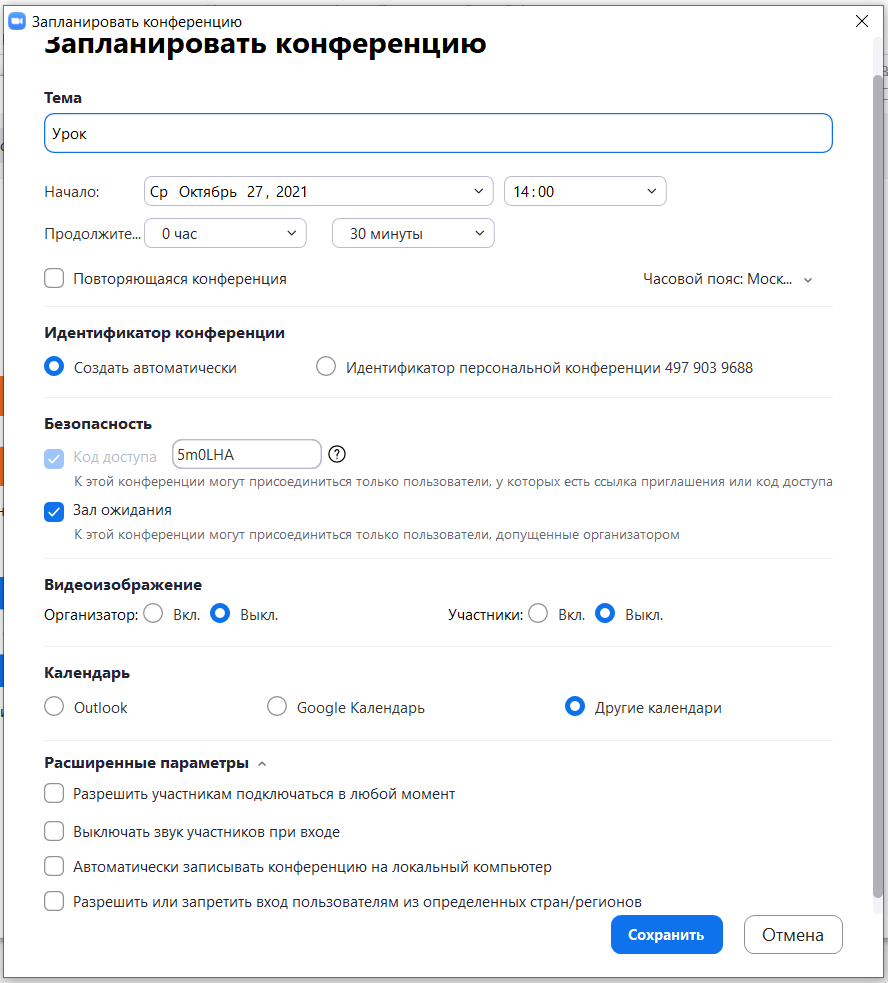 Запланировать конференцию
Запланировать конференцию
Тема
Урок
Начало: Ср Октябрь 27, 2021 14:00
Продолжите... 0 час 30 минуты
Повторяющаяся конференция Часовой пояс: Моск...
Идентификатор конференции
Создать автоматически Идентификатор персональной конференции 497 903 9688
Безопасность
Код доступа 5m0LHA ?
К этой конференции могут присоединиться только пользователи, у которых есть ссылка приглашения или код доступа
Зал ожидания
К этой конференции могут присоединиться только пользователи, допущенные организатором
Видеоизображение
Организатор: Вкл. Выкл. Участники: Вкл. Выкл.
Календарь
Outlook Google Календарь Другие календари
Расширенные параметры
Разрешить участникам подключаться в любой момент
Выключать звук участников при входе
Автоматически записывать конференцию на локальный компьютер
Разрешить или запретить вход пользователям из определенных стран/регионов
Сохранить Отмена